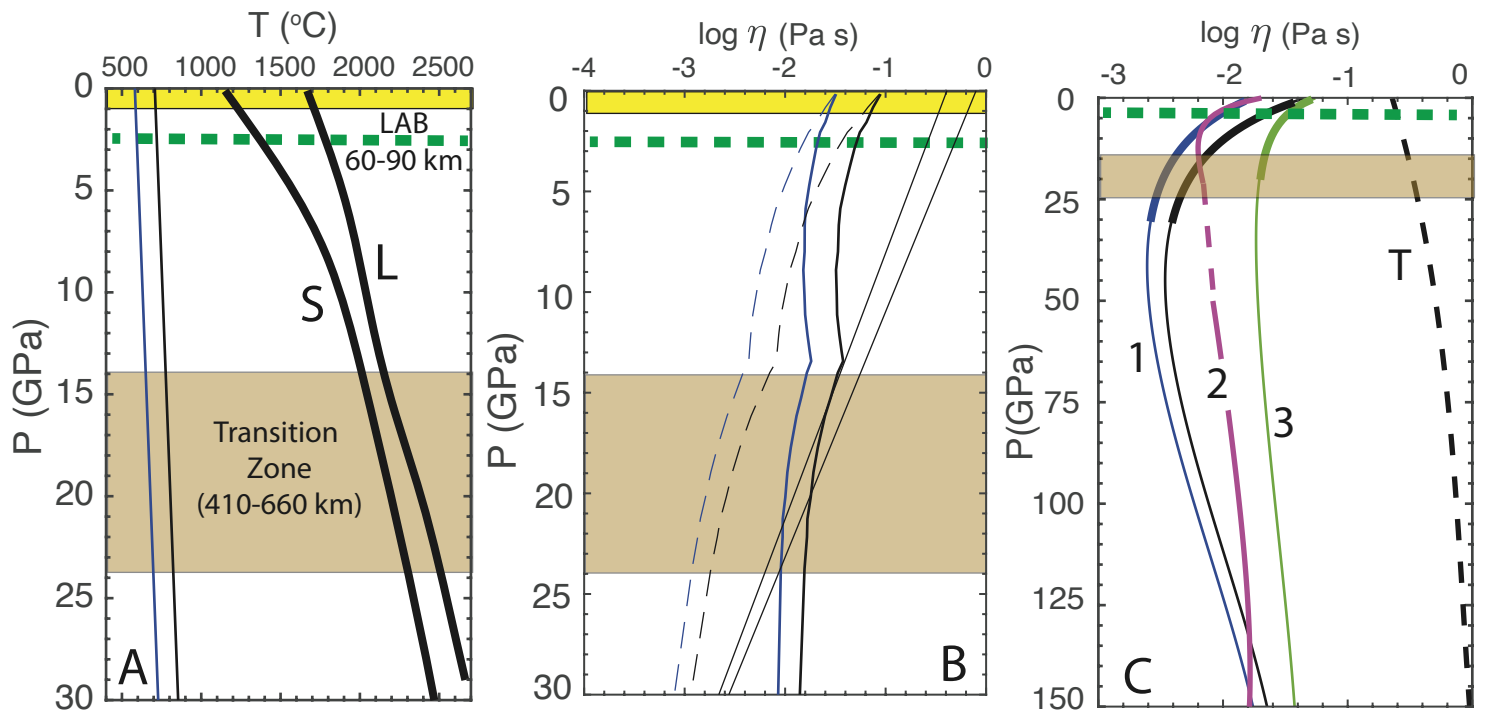 T (°C)
500 1000 1500 2000 2500
0
5
10
15
20
25
30
P (GPa)
LAB
60-90 km
S
L
Transition
Zone
(410-660 km)
A
log η (Pa s)
-4 -3 -2 -1 0
0
5
10
15
20
25
30
P (GPa)
B
log η (Pa s)
-3 -2 -1 0
0
25
50
75
100
125
150
P(GPa)
T
1
2
3
C